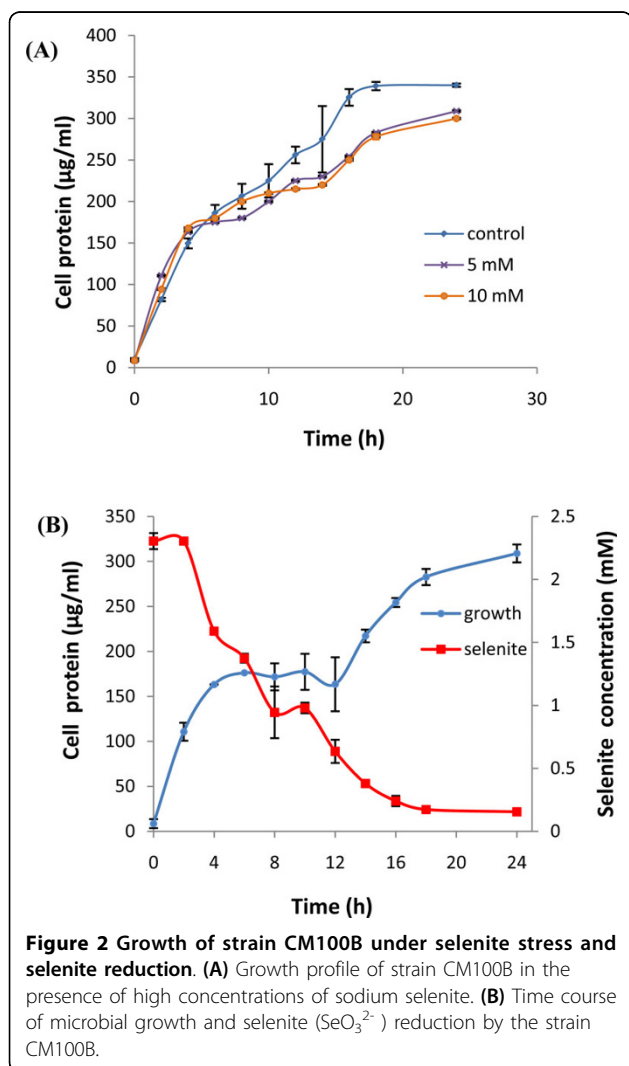 (A)
400
350
300
250
200
150
100
50
0
Cell protein (µg/ml)
control
5 mM
10 mM
0 10 20 30
Time (h)
(B)
350
300
250
200
150
100
50
0
Cell protein (µg/ml)
growth
selenite
2.5
2
1.5
1
0.5
0
Selenite concentration (mM)
0 4 8 12 16 20 24
Time (h)
Figure 2 Growth of strain CM100B under selenite stress and
selenite reduction. (A) Growth profile of strain CM100B in the
presence of high concentrations of sodium selenite. (B) Time course
of microbial growth and selenite (SeO₃²⁻ ) reduction by the strain
CM100B.